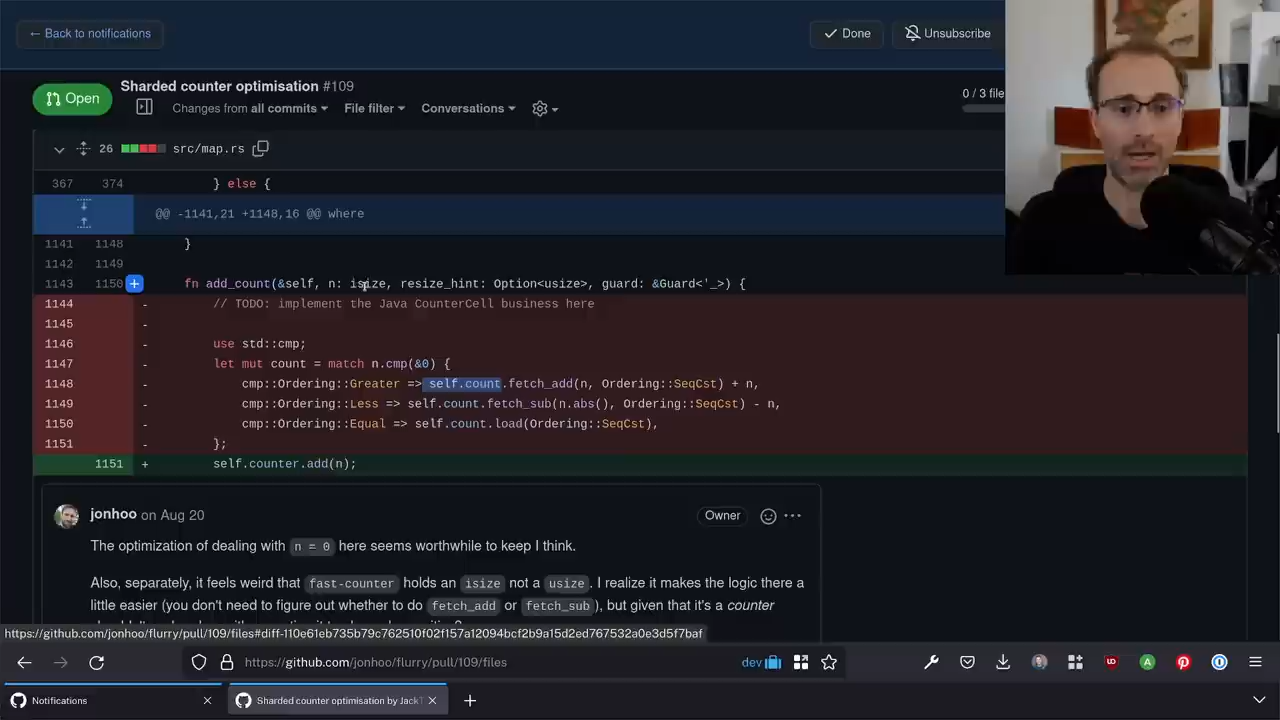 ← Back to notifications
Done
Unsubscribe
Open
Sharded counter optimisation #109
Changes from all commits
File filter
Conversations
0 / 3 file
26 src/map.rs
367 374 } else {
@@ -1141,21 +1148,16 @@ where
1141 1148 }
1142 1149
1143 1150 + fn add_count(&self, n: isize, resize_hint: Option<usize>, guard: &Guard<'_>) {
1144 - // TODO: implement the Java CounterCell business here
1145 -
1146 - use std::cmp;
1147 - let mut count = match n.cmp(&0) {
1148 - cmp::Ordering::Greater => self.count.fetch_add(n, Ordering::SeqCst) + n,
1149 - cmp::Ordering::Less => self.count.fetch_sub(n.abs(), Ordering::SeqCst) - n,
1150 - cmp::Ordering::Equal => self.count.load(Ordering::SeqCst),
1151 - };
1151 + self.counter.add(n);
jonhoo on Aug 20
Owner
The optimization of dealing with n = 0 here seems worthwhile to keep I think.
Also, separately, it feels weird that fast-counter holds an isize not a usize. I realize it makes the logic there a
little easier (you don't need to figure out whether to do fetch_add or fetch_sub), but given that it's a counter
https://github.com/jonhoo/flurry/pull/109/files#diff-110e61eb735b79c762510f02f157a12094bcf2b9a15d2ed767532a0e3d5f7baf
https://github.com/jonhoo/flurry/pull/109/files
dev
Notifications
Sharded counter optimisation by Jack